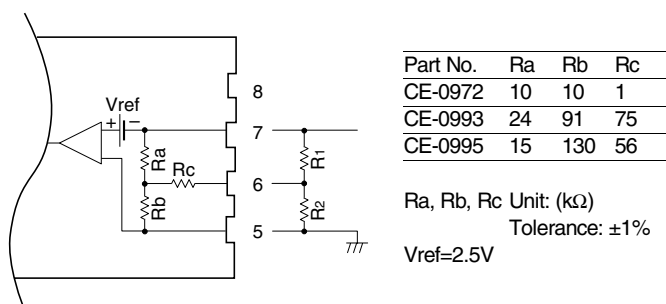 Vref
+ −
Ra
Rc
Rb
8
7
6
5
R1
R2
Part No. Ra Rb Rc
CE-0972 10 10 1
CE-0993 24 91 75
CE-0995 15 130 56
Ra, Rb, Rc Unit: (kΩ)
Tolerance: ±1%
Vref=2.5V